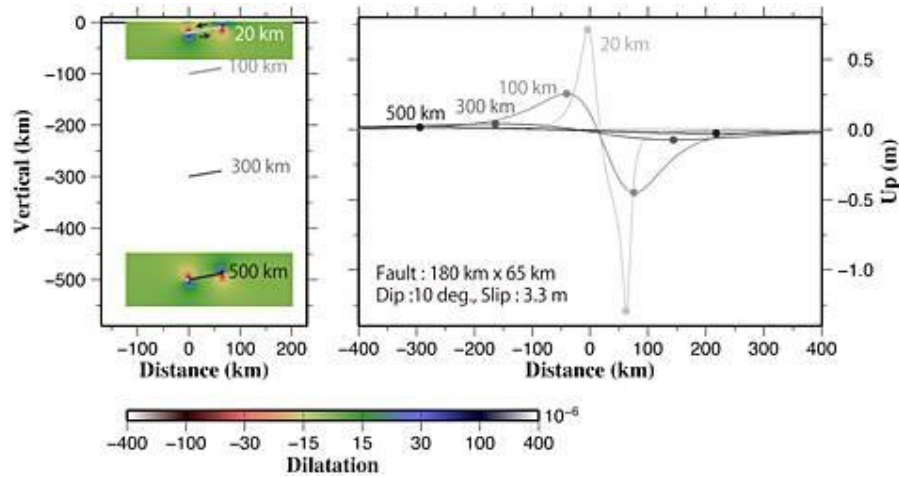 0
−100
−200
−300
−400
−500
Vertical (km)
20 km
100 km
300 km
500 km
−100 0 100 200
Distance (km)
20 km
100 km
300 km
500 km
Fault : 180 km x 65 km
Dip :10 deg., Slip : 3.3 m
0.5
0.0
−0.5
−1.0
Up (m)
−400 −300 −200 −100 0 100 200 300 400
Distance (km)
10⁻⁶
−400 −100 −30 −15 15 30 100 400
Dilatation